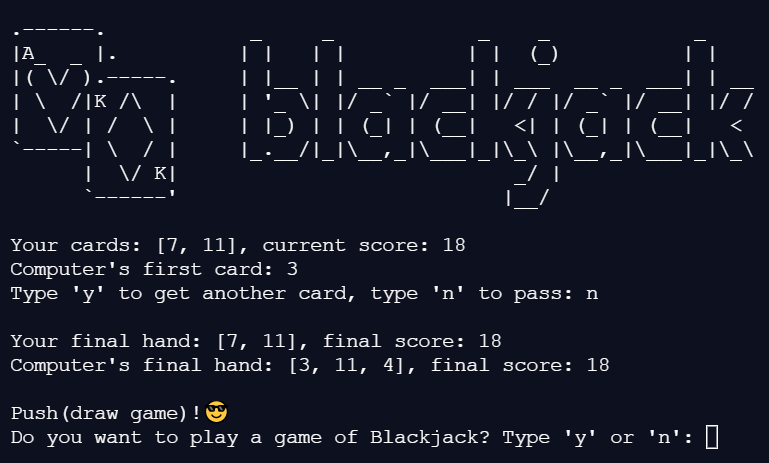 .------.            _     _            _    _            _
|A_  _ |.          | |   | |          | |  (_)          | |
|( \/ ).-----.     | |__ | | __ _  ___| | ___  __ _  ___| | __
| \  /|K /\  |     | '_ \| |/ _` |/ __| |/ / |/ _` |/ __| |/ /
|  \/ | /  \ |     | |_) | | (_| | (__|   <| | (_| | (__|   <
`-----| \  / |     |_.__/|_|\__,_|\___|_|\_\ |\__,_|\___|_|\_\
      |  \/ K|                            _/ |
      `------'                           |__/
Your cards: [7, 11], current score: 18
Computer's first card: 3
Type 'y' to get another card, type 'n' to pass: n
Your final hand: [7, 11], final score: 18
Computer's final hand: [3, 11, 4], final score: 18
Push(draw game)!😎
Do you want to play a game of Blackjack? Type 'y' or 'n':